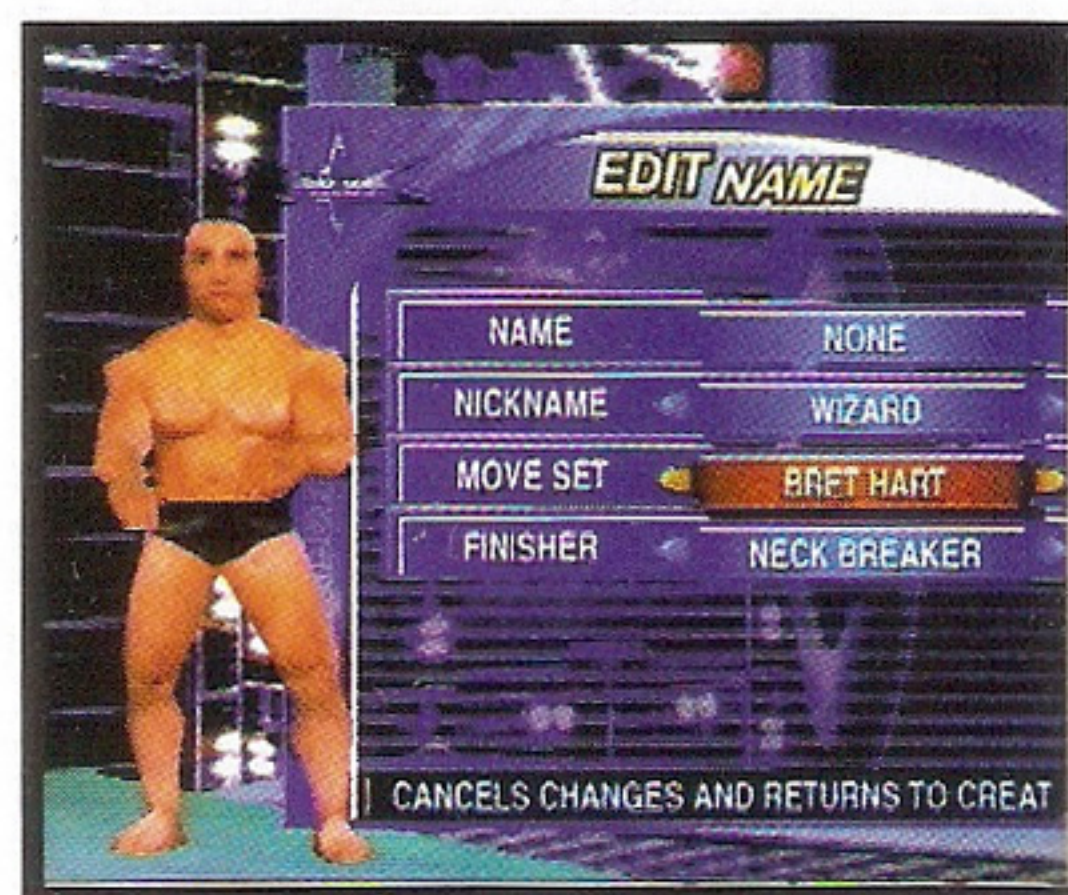 EDIT NAME
NAME NONE
NICKNAME WIZARD
MOVE SET BRET HART
FINISHER NECK BREAKER
CANCELS CHANGES AND RETURNS TO CREAT